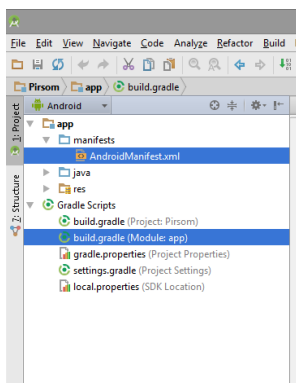 File Edit View Navigate Code Analyze Refactor Build
Pirsom app build.gradle
1: Project
Android
app
manifests
AndroidManifest.xml
java
res
Gradle Scripts
build.gradle (Project: Pirsom)
build.gradle (Module: app)
gradle.properties (Project Properties)
settings.gradle (Project Settings)
local.properties (SDK Location)
2: Structure